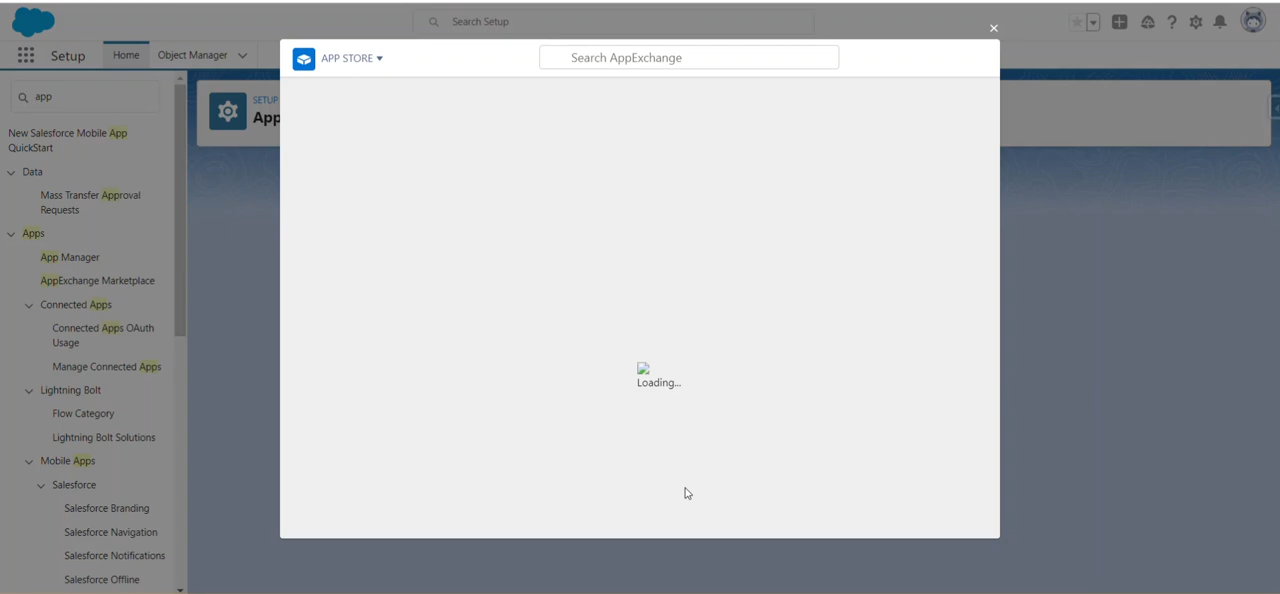 Search Setup
Setup
Home
Object Manager
app
New Salesforce Mobile App
QuickStart
Data
Mass Transfer Approval
Requests
Apps
App Manager
AppExchange Marketplace
Connected Apps
Connected Apps OAuth
Usage
Manage Connected Apps
Lightning Bolt
Flow Category
Lightning Bolt Solutions
Mobile Apps
Salesforce
Salesforce Branding
Salesforce Navigation
Salesforce Notifications
Salesforce Offline
SETUP
App
APP STORE
Search AppExchange
Loading...